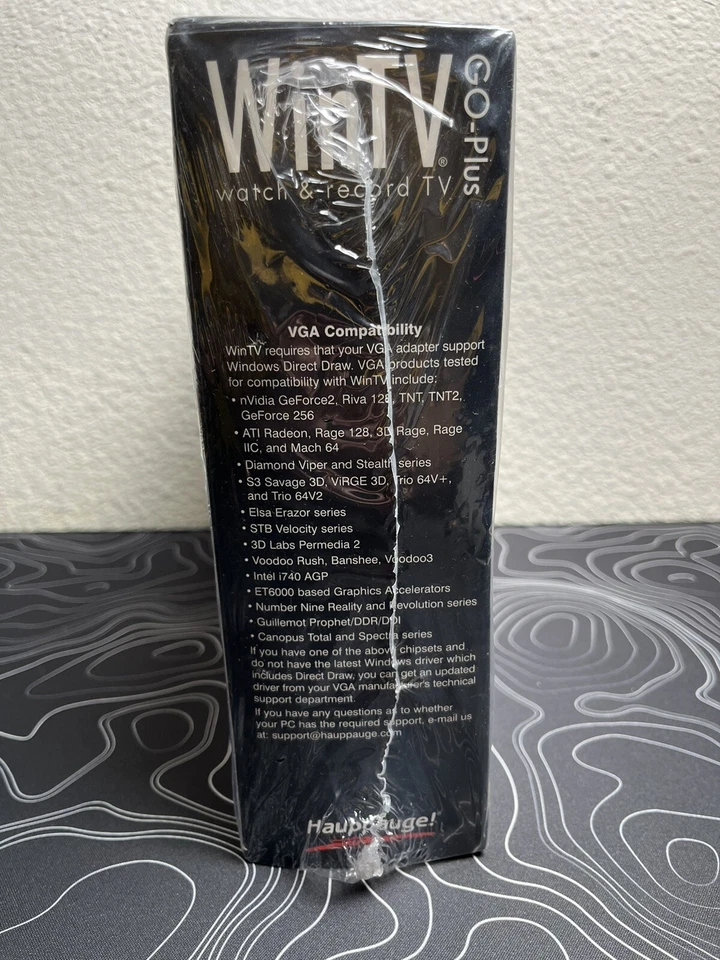 WinTV®
GO-Plus
watch & record TV
VGA Compatibility
WinTV requires that your VGA adapter support
Windows Direct Draw. VGA products tested
for compatibility with WinTV include:
• nVidia GeForce2, Riva 128, TNT, TNT2,
GeForce 256
• ATI Radeon, Rage 128, 3D Rage, Rage
IIC, and Mach 64
• Diamond Viper and Stealth series
• S3 Savage 3D, ViRGE 3D, Trio 64V+,
and Trio 64V2
• Elsa Erazor series
• STB Velocity series
• 3D Labs Permedia 2
• Voodoo Rush, Banshee, Voodoo3
• Intel i740 AGP
• ET6000 based Graphics Accelerators
• Number Nine Reality and Revolution series
• Guillemot Prophet/DDR/DDI
• Canopus Total and Spectra series
If you have one of the above chipsets and
do not have the latest Windows driver which
includes Direct Draw, you can get an updated
driver from your VGA manufacturer's technical
support department.
If you have any questions as to whether
your PC has the required support, e-mail us
at: support@hauppauge.com
Hauppauge!